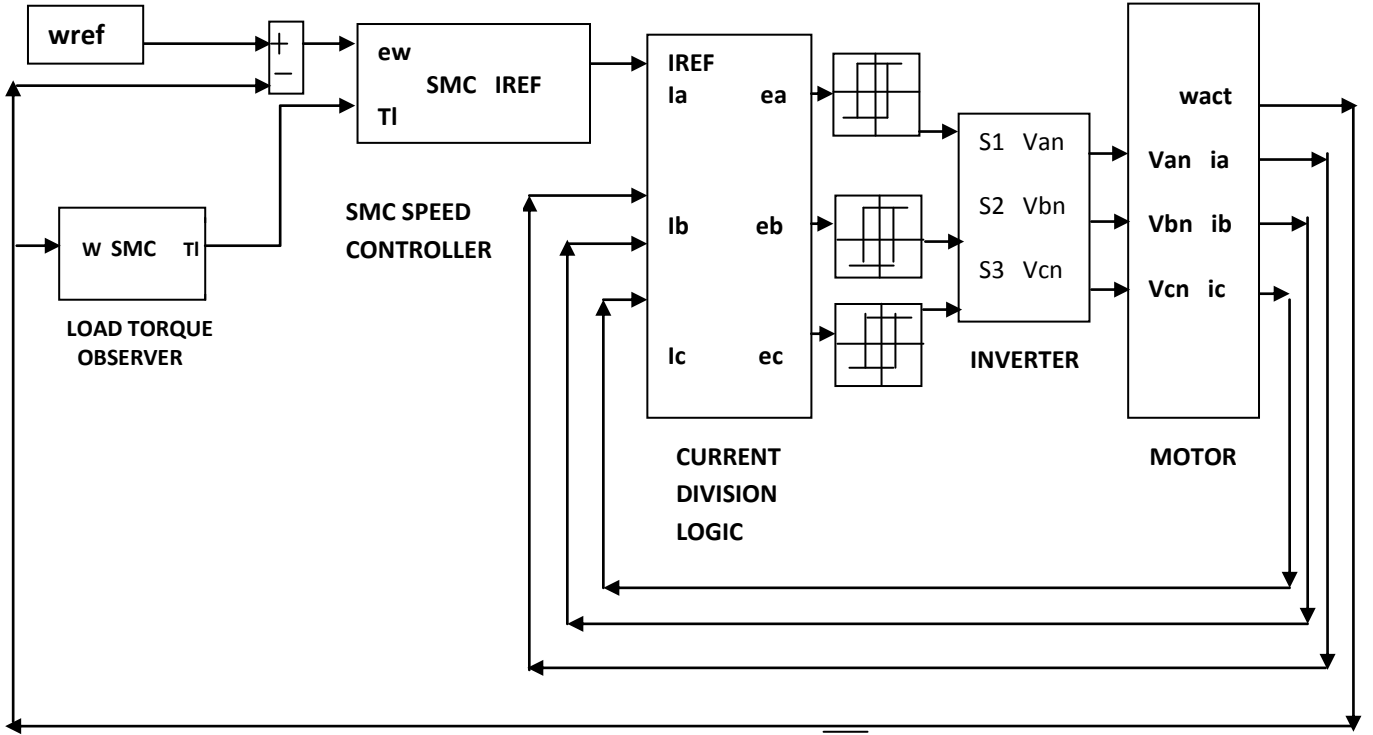 wref
+
−
ew
SMC IREF
Tl
SMC SPEED
CONTROLLER
W SMC Tl
LOAD TORQUE
OBSERVER
IREF
Ia ea
Ib eb
Ic ec
CURRENT
DIVISION
LOGIC
S1 Van
S2 Vbn
S3 Vcn
INVERTER
wact
Van ia
Vbn ib
Vcn ic
MOTOR